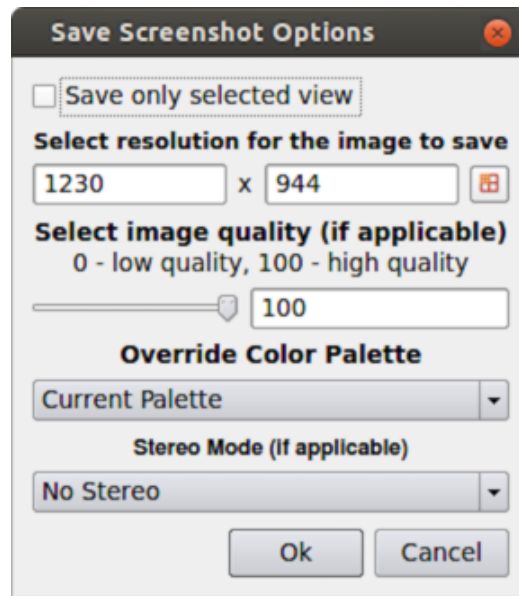 Save Screenshot Options
Save only selected view
Select resolution for the image to save
1230 x 944
Select image quality (if applicable)
0 - low quality, 100 - high quality
100
Override Color Palette
Current Palette
Stereo Mode (if applicable)
No Stereo
Ok Cancel